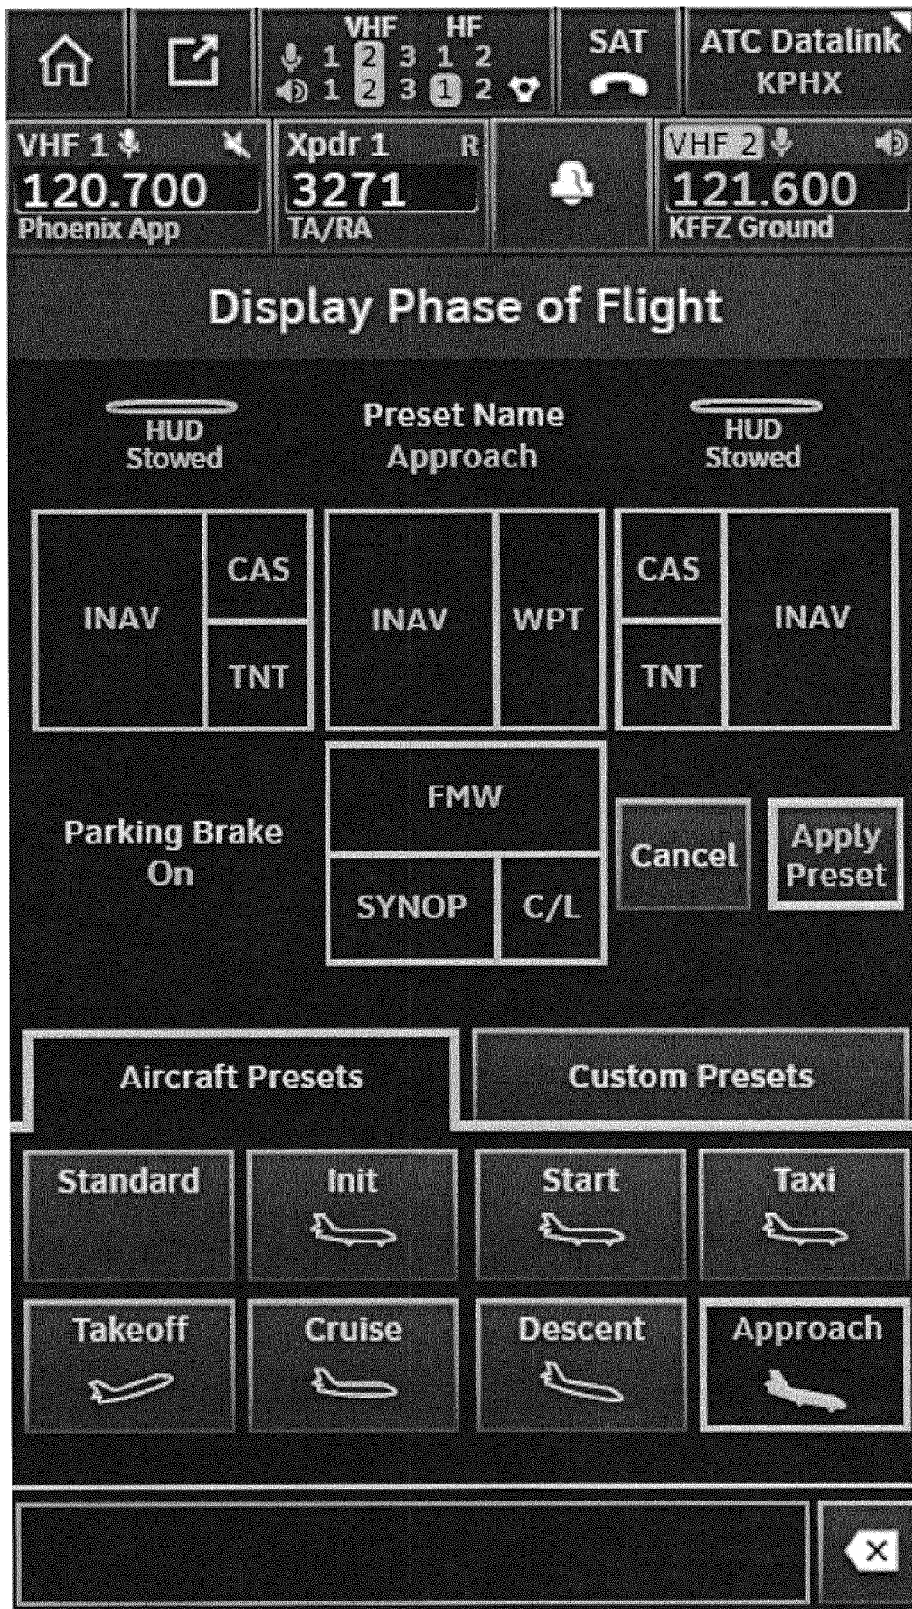 VHF HF
1 2 3 1 2
1 2 3 1 2
SAT
ATC Datalink
KPHX
VHF 1
120.700
Phoenix App
Xpdr 1 R
3271
TA/RA
VHF 2
121.600
KFFZ Ground
Display Phase of Flight
HUD
Stowed
Preset Name
Approach
HUD
Stowed
INAV
CAS
TNT
INAV
WPT
CAS
TNT
INAV
Parking Brake
On
FMW
SYNOP
C/L
Cancel
Apply
Preset
Aircraft Presets
Custom Presets
Standard
Init
Start
Taxi
Takeoff
Cruise
Descent
Approach